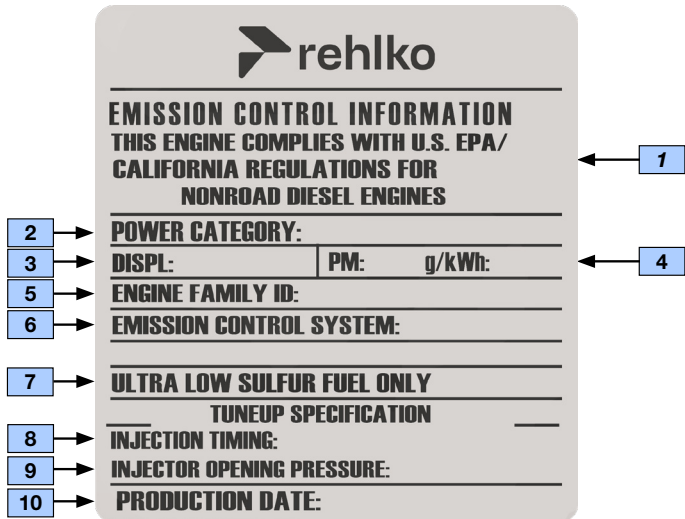 rehlko
EMISSION CONTROL INFORMATION
THIS ENGINE COMPLIES WITH U.S. EPA/
1
CALIFORNIA REGULATIONS FOR
NONROAD DIESEL ENGINES
2 POWER CATEGORY:
3 DISPL: PM: g/kWh: 4
5 ENGINE FAMILY ID:
6 EMISSION CONTROL SYSTEM:
7 ULTRA LOW SULFUR FUEL ONLY
TUNEUP SPECIFICATION
8 INJECTION TIMING:
9 INJECTOR OPENING PRESSURE:
10 PRODUCTION DATE: